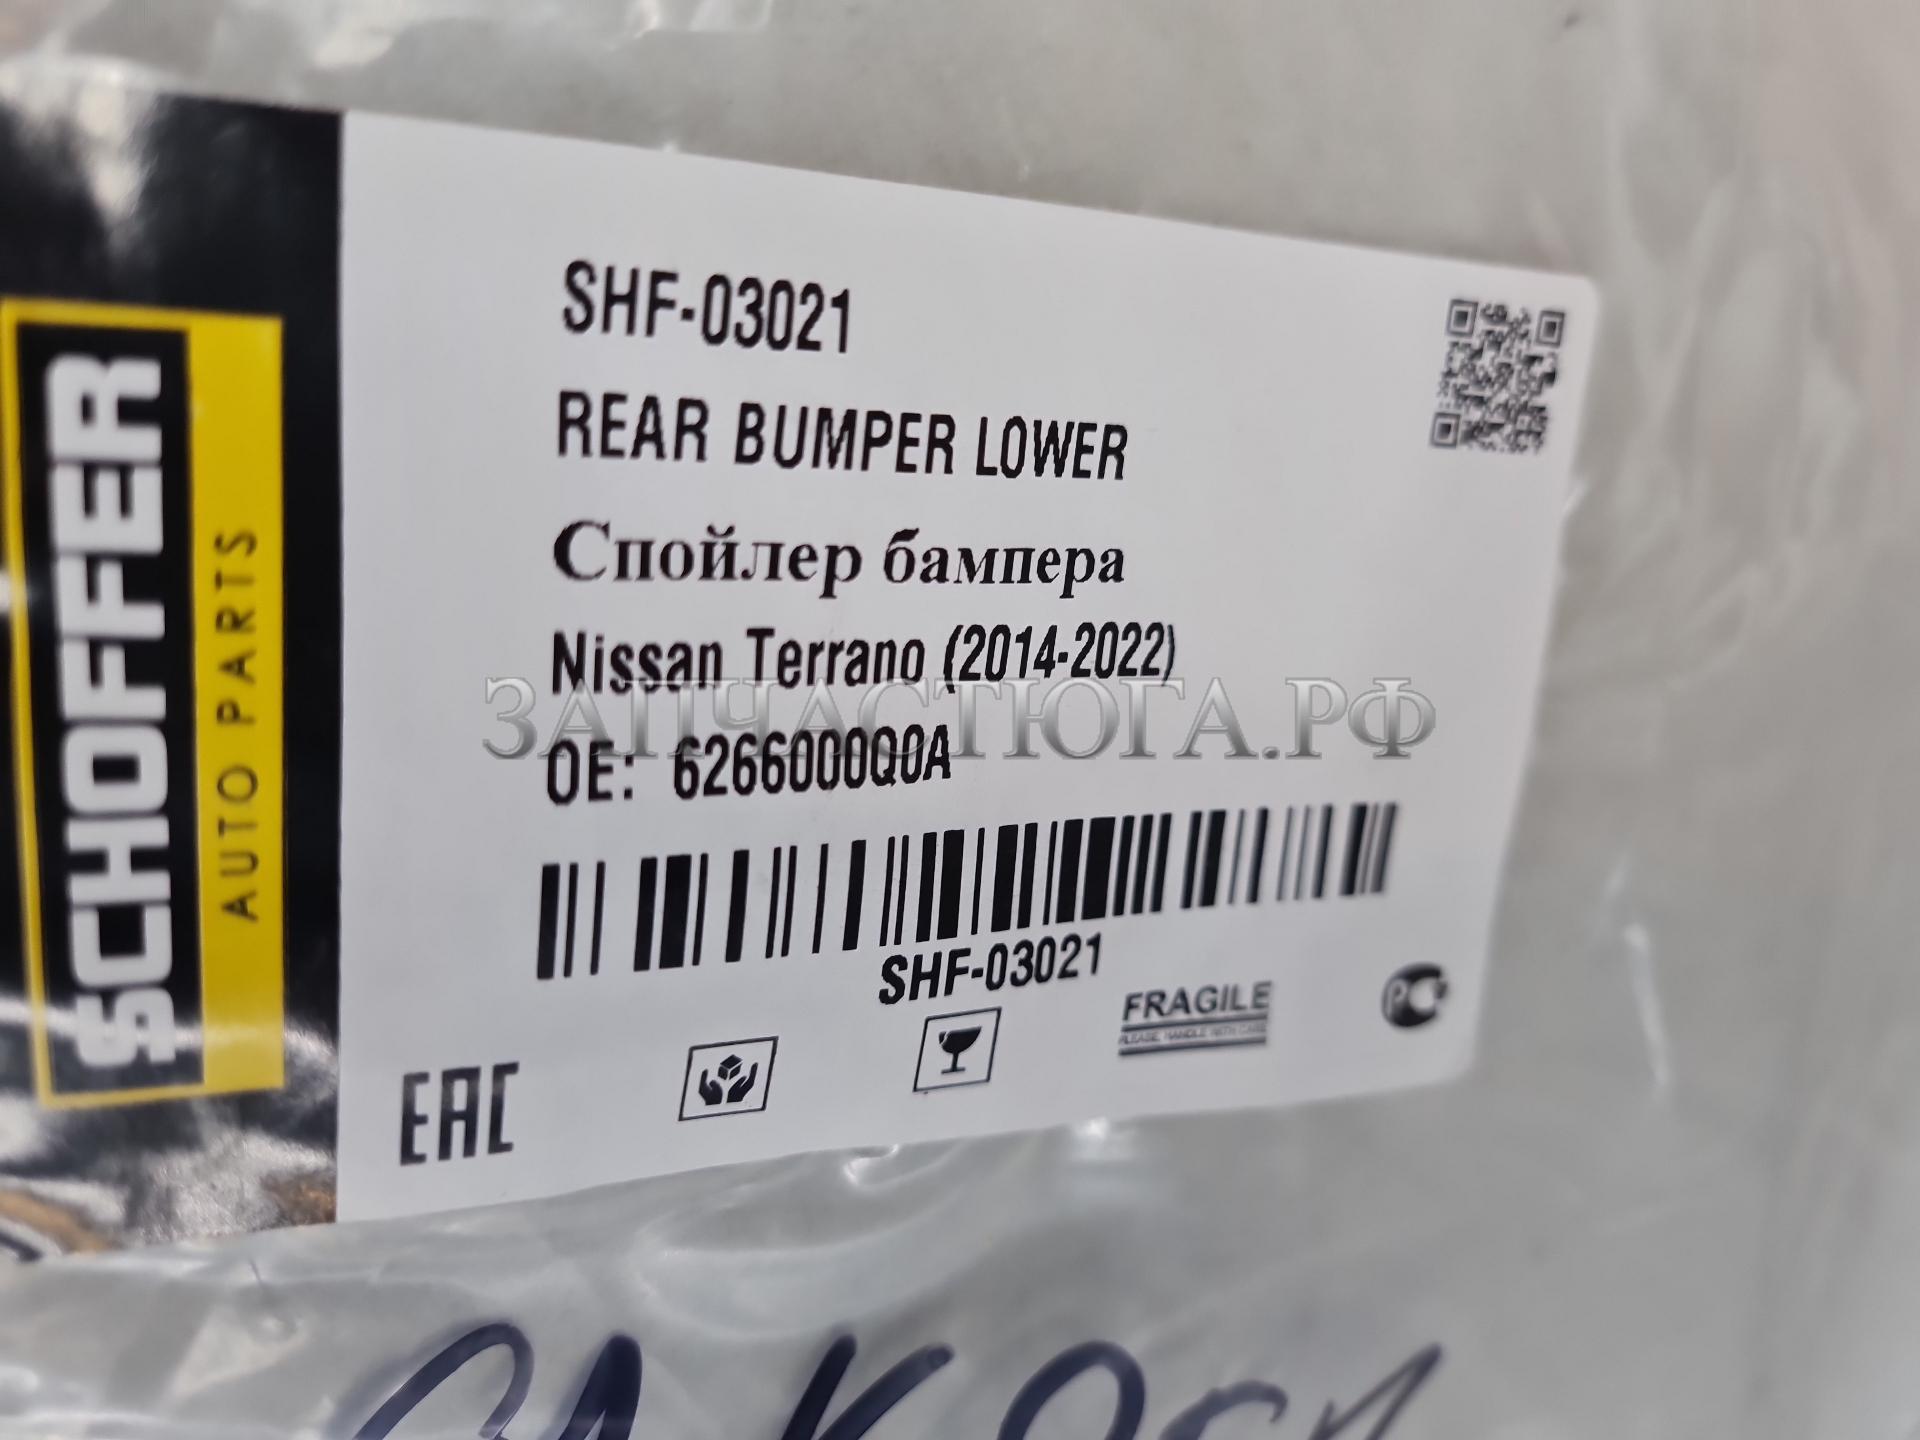 SCHOFFER
AUTO PARTS
SHF-03021
REAR BUMPER LOWER
Спойлер бампера
Nissan Terrano (2014-2022)
ЗАПЧАСТЮГА.РФ
OE: 6266000Q0A
SHF-03021
FRAGILE
PLEASE, HANDLE WITH CARE
EAC